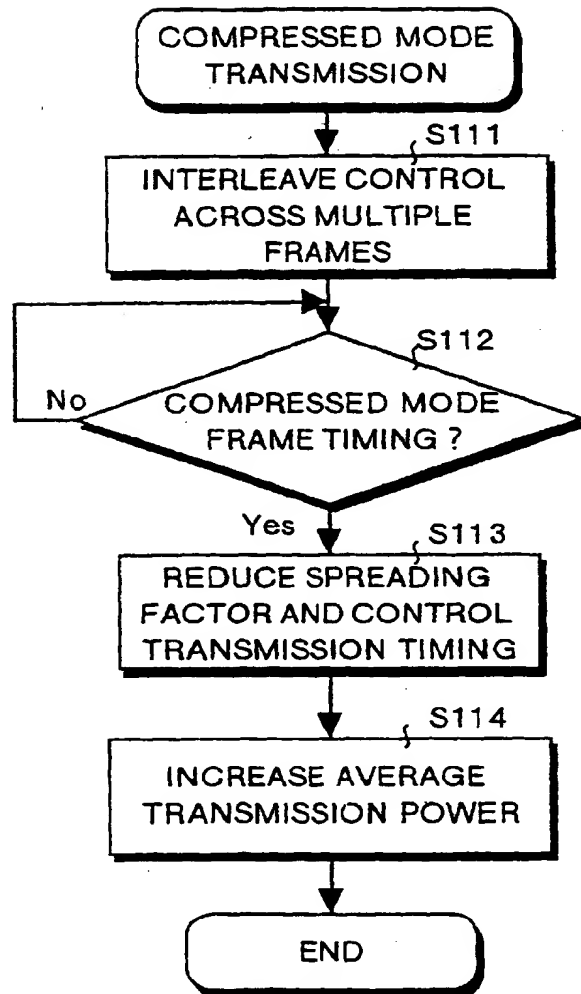 COMPRESSED MODE
TRANSMISSION
S111
INTERLEAVE CONTROL
ACROSS MULTIPLE
FRAMES
S112
No
COMPRESSED MODE
FRAME TIMING ?
Yes
S113
REDUCE SPREADING
FACTOR AND CONTROL
TRANSMISSION TIMING
S114
INCREASE AVERAGE
TRANSMISSION POWER
END